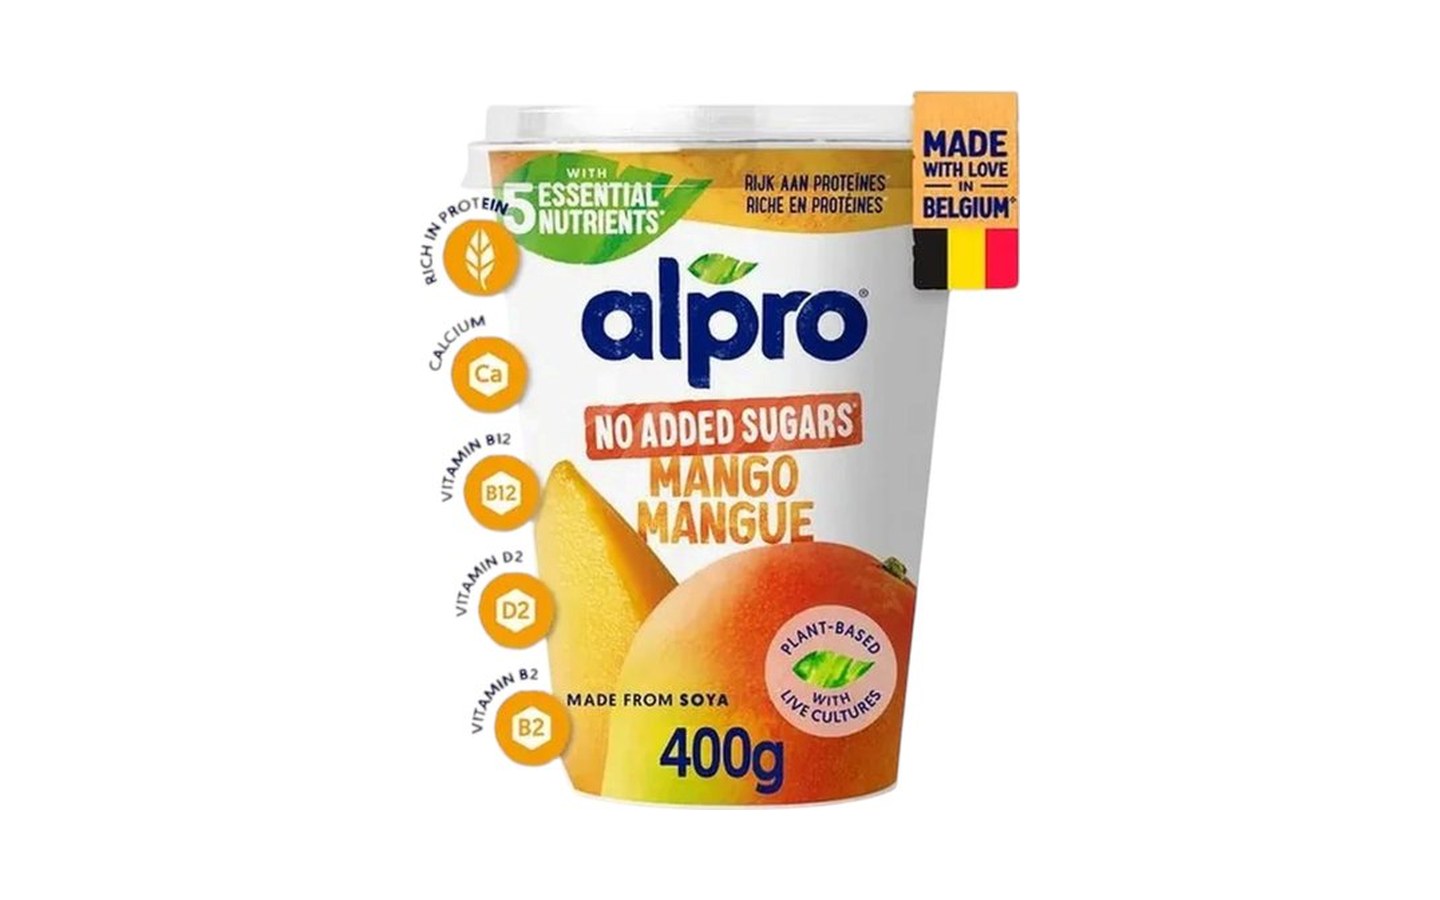 WITH
5 ESSENTIAL
NUTRIENTS*
RIJK AAN PROTEÏNES*
RICHE EN PROTÉINES*
MADE
WITH LOVE
IN
BELGIUM
RICH IN PROTEIN
alpro®
CALCIUM
Ca
NO ADDED SUGARS*
MANGO
MANGUE
VITAMIN B12
B12
VITAMIN D2
D2
PLANT-BASED
WITH
LIVE CULTURES
VITAMIN B2
B2
MADE FROM SOYA
400g